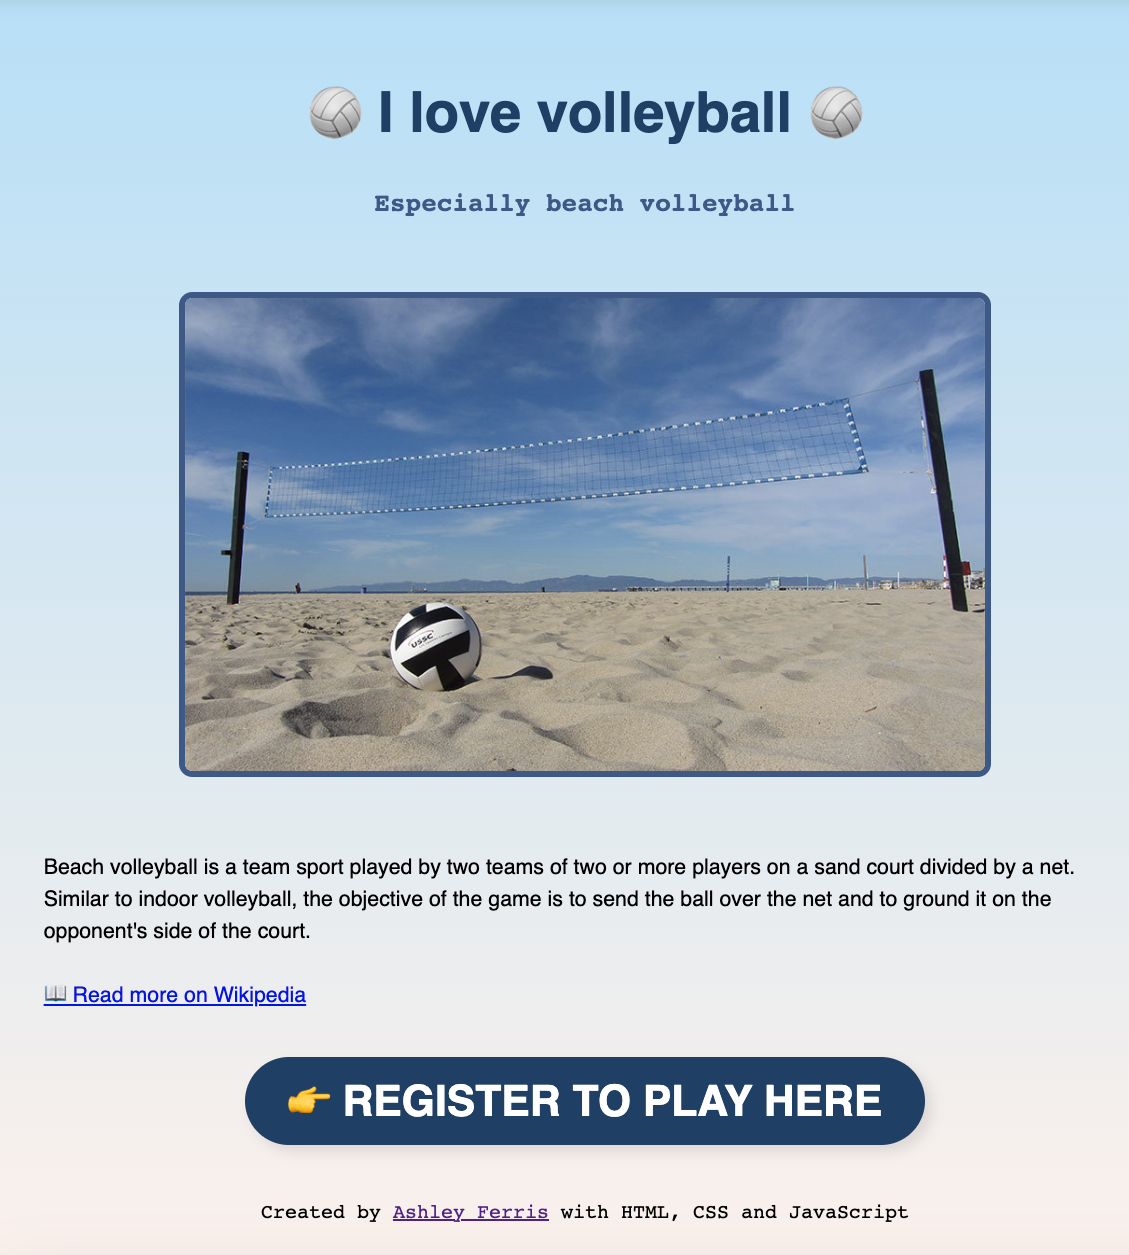 🏐 I love volleyball 🏐
Especially beach volleyball
USSC
Beach volleyball is a team sport played by two teams of two or more players on a sand court divided by a net.
Similar to indoor volleyball, the objective of the game is to send the ball over the net and to ground it on the
opponent's side of the court.
📖 Read more on Wikipedia
👉 REGISTER TO PLAY HERE
Created by Ashley Ferris with HTML, CSS and JavaScript